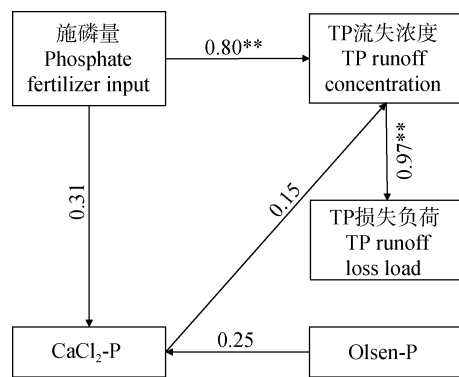 施磷量
Phosphate
fertilizer input
0.80**
TP流失浓度
TP runoff
concentration
0.31
0.15
0.97**
TP损失负荷
TP runoff
loss load
CaCl₂-P
0.25
Olsen-P